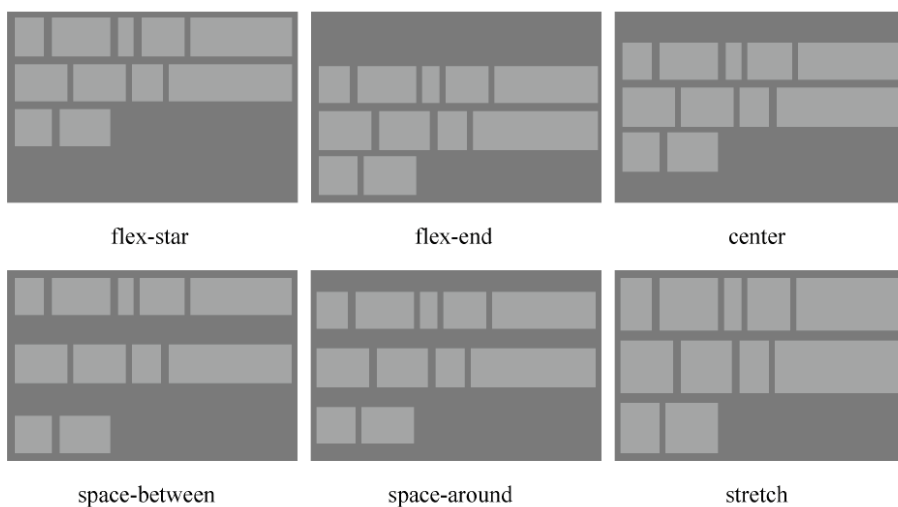 flex-star
flex-end
center
space-between
space-around
stretch